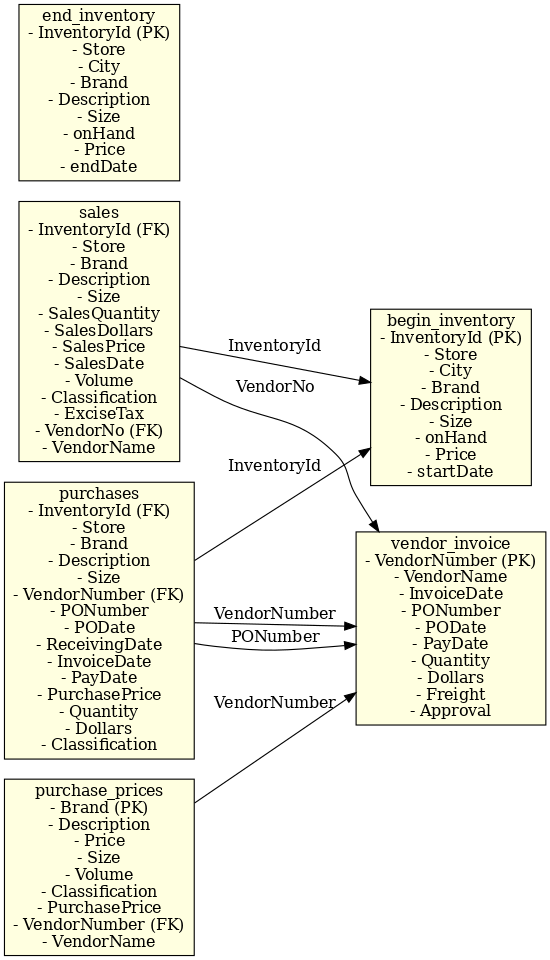 end_inventory
- InventoryId (PK)
- Store
- City
- Brand
- Description
- Size
- onHand
- Price
- endDate
sales
- InventoryId (FK)
- Store
- Brand
- Description
- Size
- SalesQuantity
- SalesDollars
- SalesPrice
- SalesDate
- Volume
- Classification
- ExciseTax
- VendorNo (FK)
- VendorName
purchases
- InventoryId (FK)
- Store
- Brand
- Description
- Size
- VendorNumber (FK)
- PONumber
- PODate
- ReceivingDate
- InvoiceDate
- PayDate
- PurchasePrice
- Quantity
- Dollars
- Classification
purchase_prices
- Brand (PK)
- Description
- Price
- Size
- Volume
- Classification
- PurchasePrice
- VendorNumber (FK)
- VendorName
InventoryId
VendorNo
InventoryId
VendorNumber
PONumber
VendorNumber
begin_inventory
- InventoryId (PK)
- Store
- City
- Brand
- Description
- Size
- onHand
- Price
- startDate
vendor_invoice
- VendorNumber (PK)
- VendorName
- InvoiceDate
- PONumber
- PODate
- PayDate
- Quantity
- Dollars
- Freight
- Approval